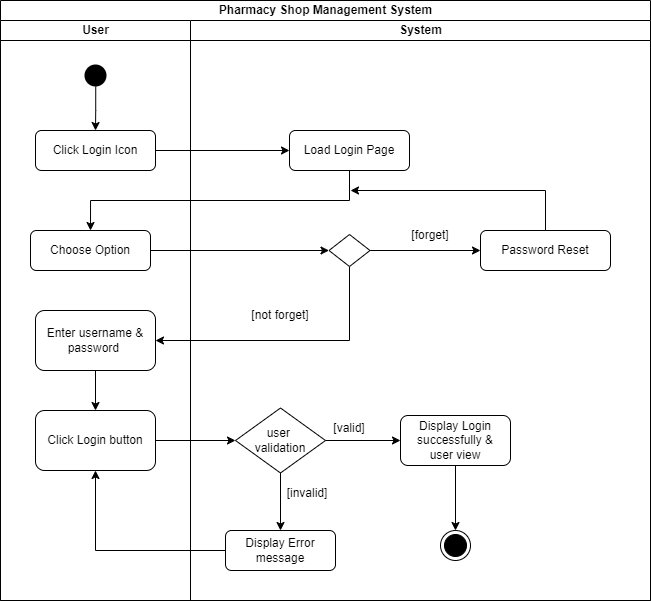 Pharmacy Shop Management System
User
System
Click Login Icon
Load Login Page
Choose Option
[forget]
Password Reset
[not forget]
Enter username &
password
Click Login button
user
validation
[valid]
Display Login
successfully &
user view
[invalid]
Display Error
message